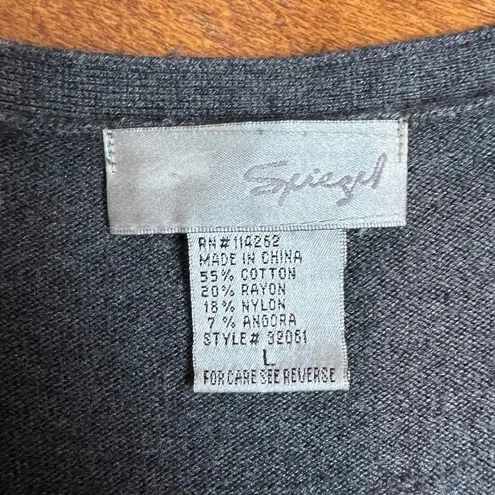 Spiegel
RN# 114262
MADE IN CHINA
55% COTTON
20% RAYON
18% NYLON
7 % ANGORA
STYLE# 32061
L
FOR CARE SEE REVERSE